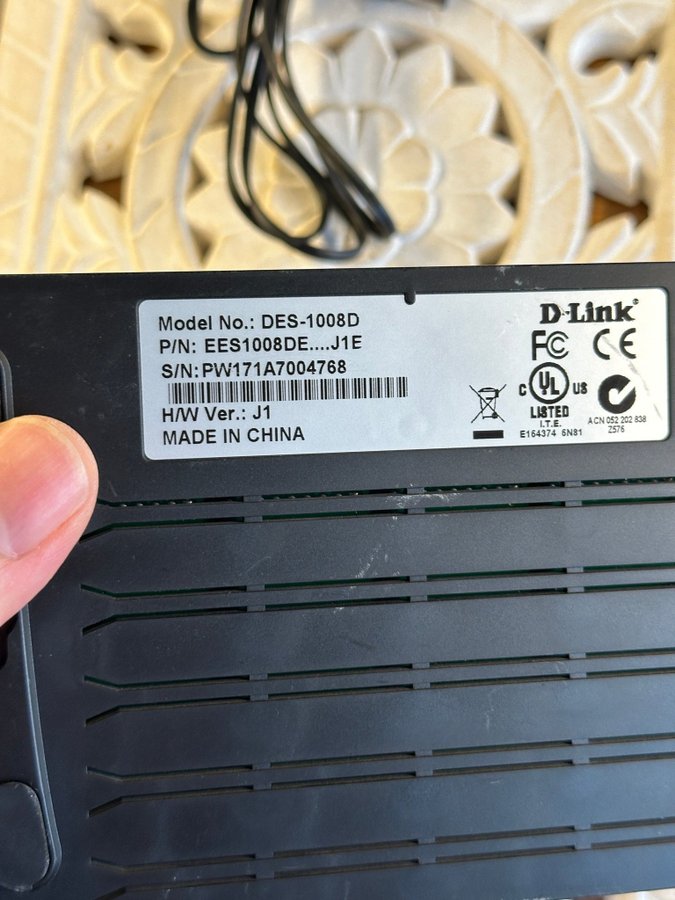 Model No.: DES-1008D
P/N: EES1008DE....J1E
S/N:PW171A7004768
H/W Ver.: J1
MADE IN CHINA
D-Link®
FC CE
C UL US
LISTED
I.T.E.
E164374 6N81
ACN 052 202 838
Z576